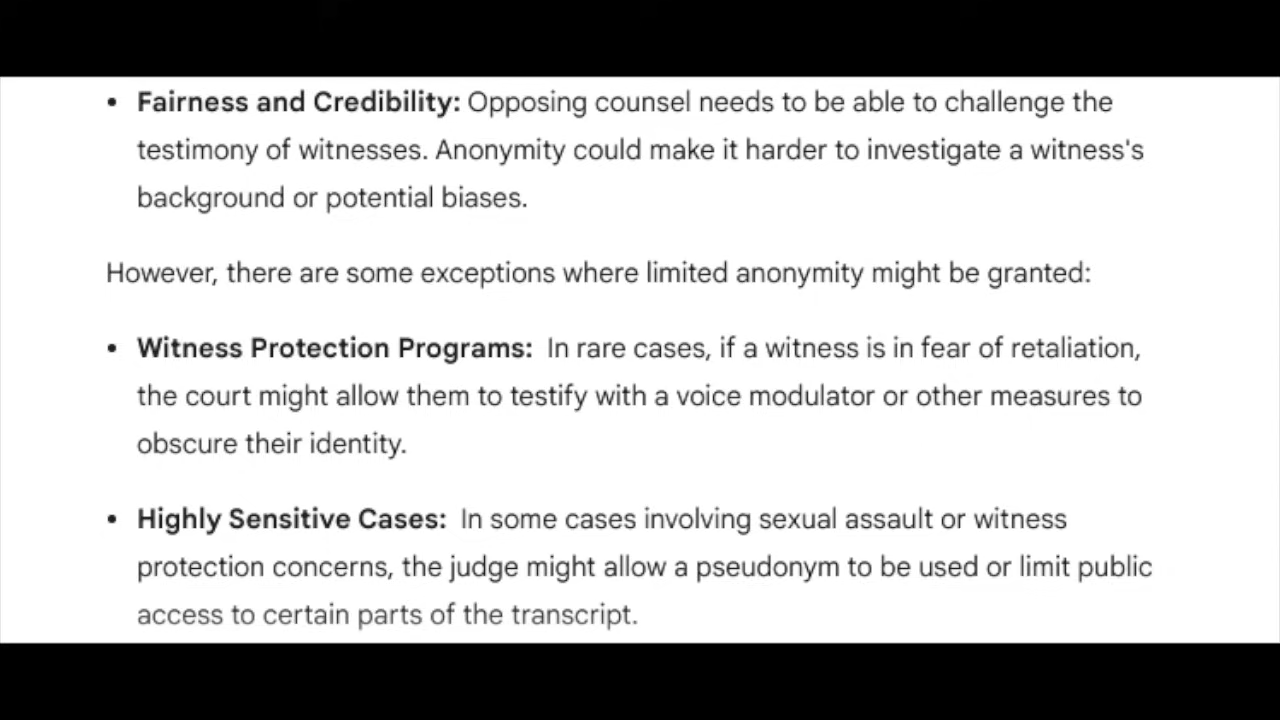 • Fairness and Credibility: Opposing counsel needs to be able to challenge the
testimony of witnesses. Anonymity could make it harder to investigate a witness's
background or potential biases.
However, there are some exceptions where limited anonymity might be granted:
• Witness Protection Programs: In rare cases, if a witness is in fear of retaliation,
the court might allow them to testify with a voice modulator or other measures to
obscure their identity.
• Highly Sensitive Cases: In some cases involving sexual assault or witness
protection concerns, the judge might allow a pseudonym to be used or limit public
access to certain parts of the transcript.